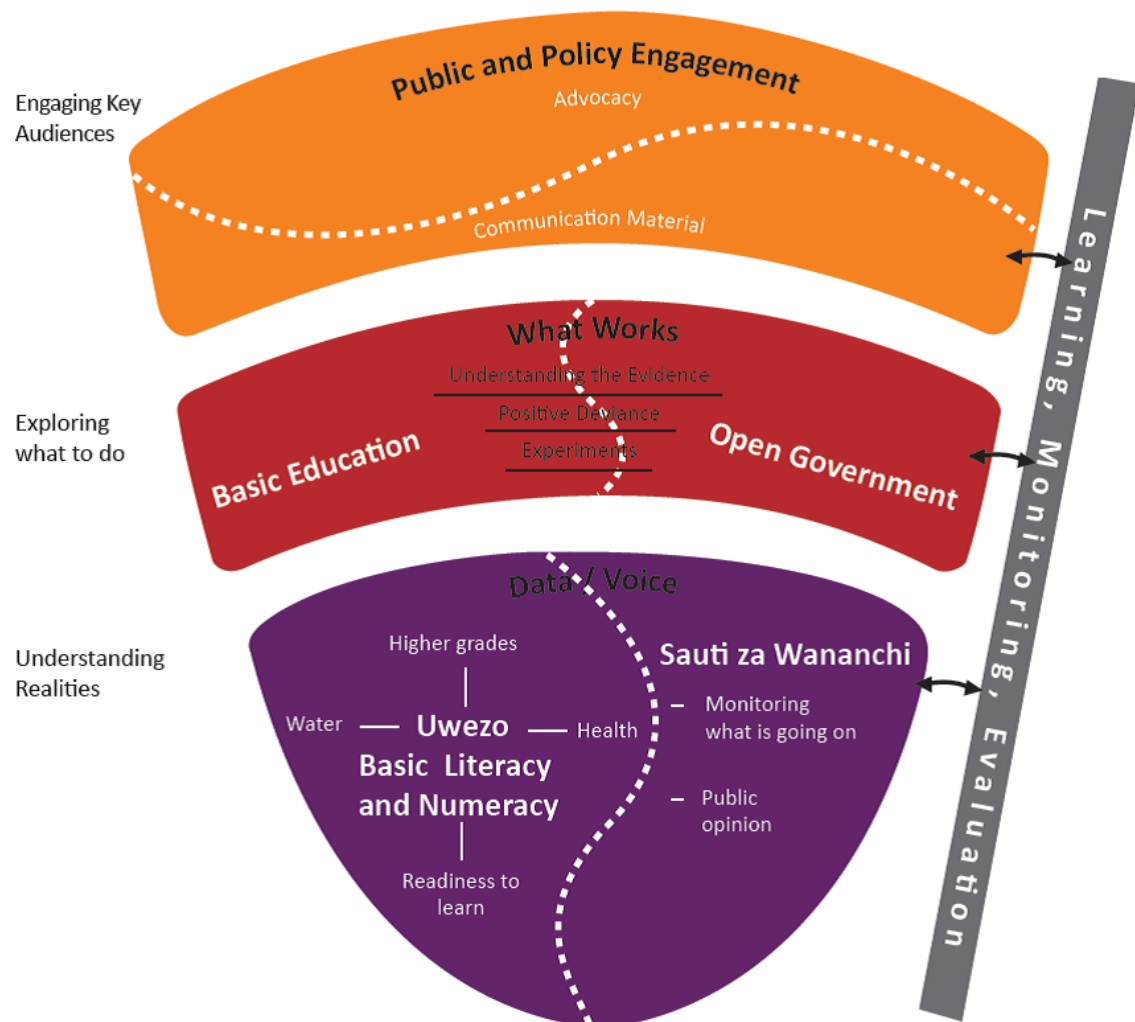 Public and Policy Engagement
Advocacy
Engaging Key
Audiences
Communication Material
What Works
Understanding the Evidence
Positive Deviance
Experiments
Exploring
what to do
Basic Education
Open Government
Data / Voice
Understanding
Realities
Higher grades
Water
Uwezo
Health
Basic Literacy
and Numeracy
Readiness to
learn
Sauti za Wananchi
– Monitoring
what is going on
– Public
opinion
Learning, Monitoring, Evaluation